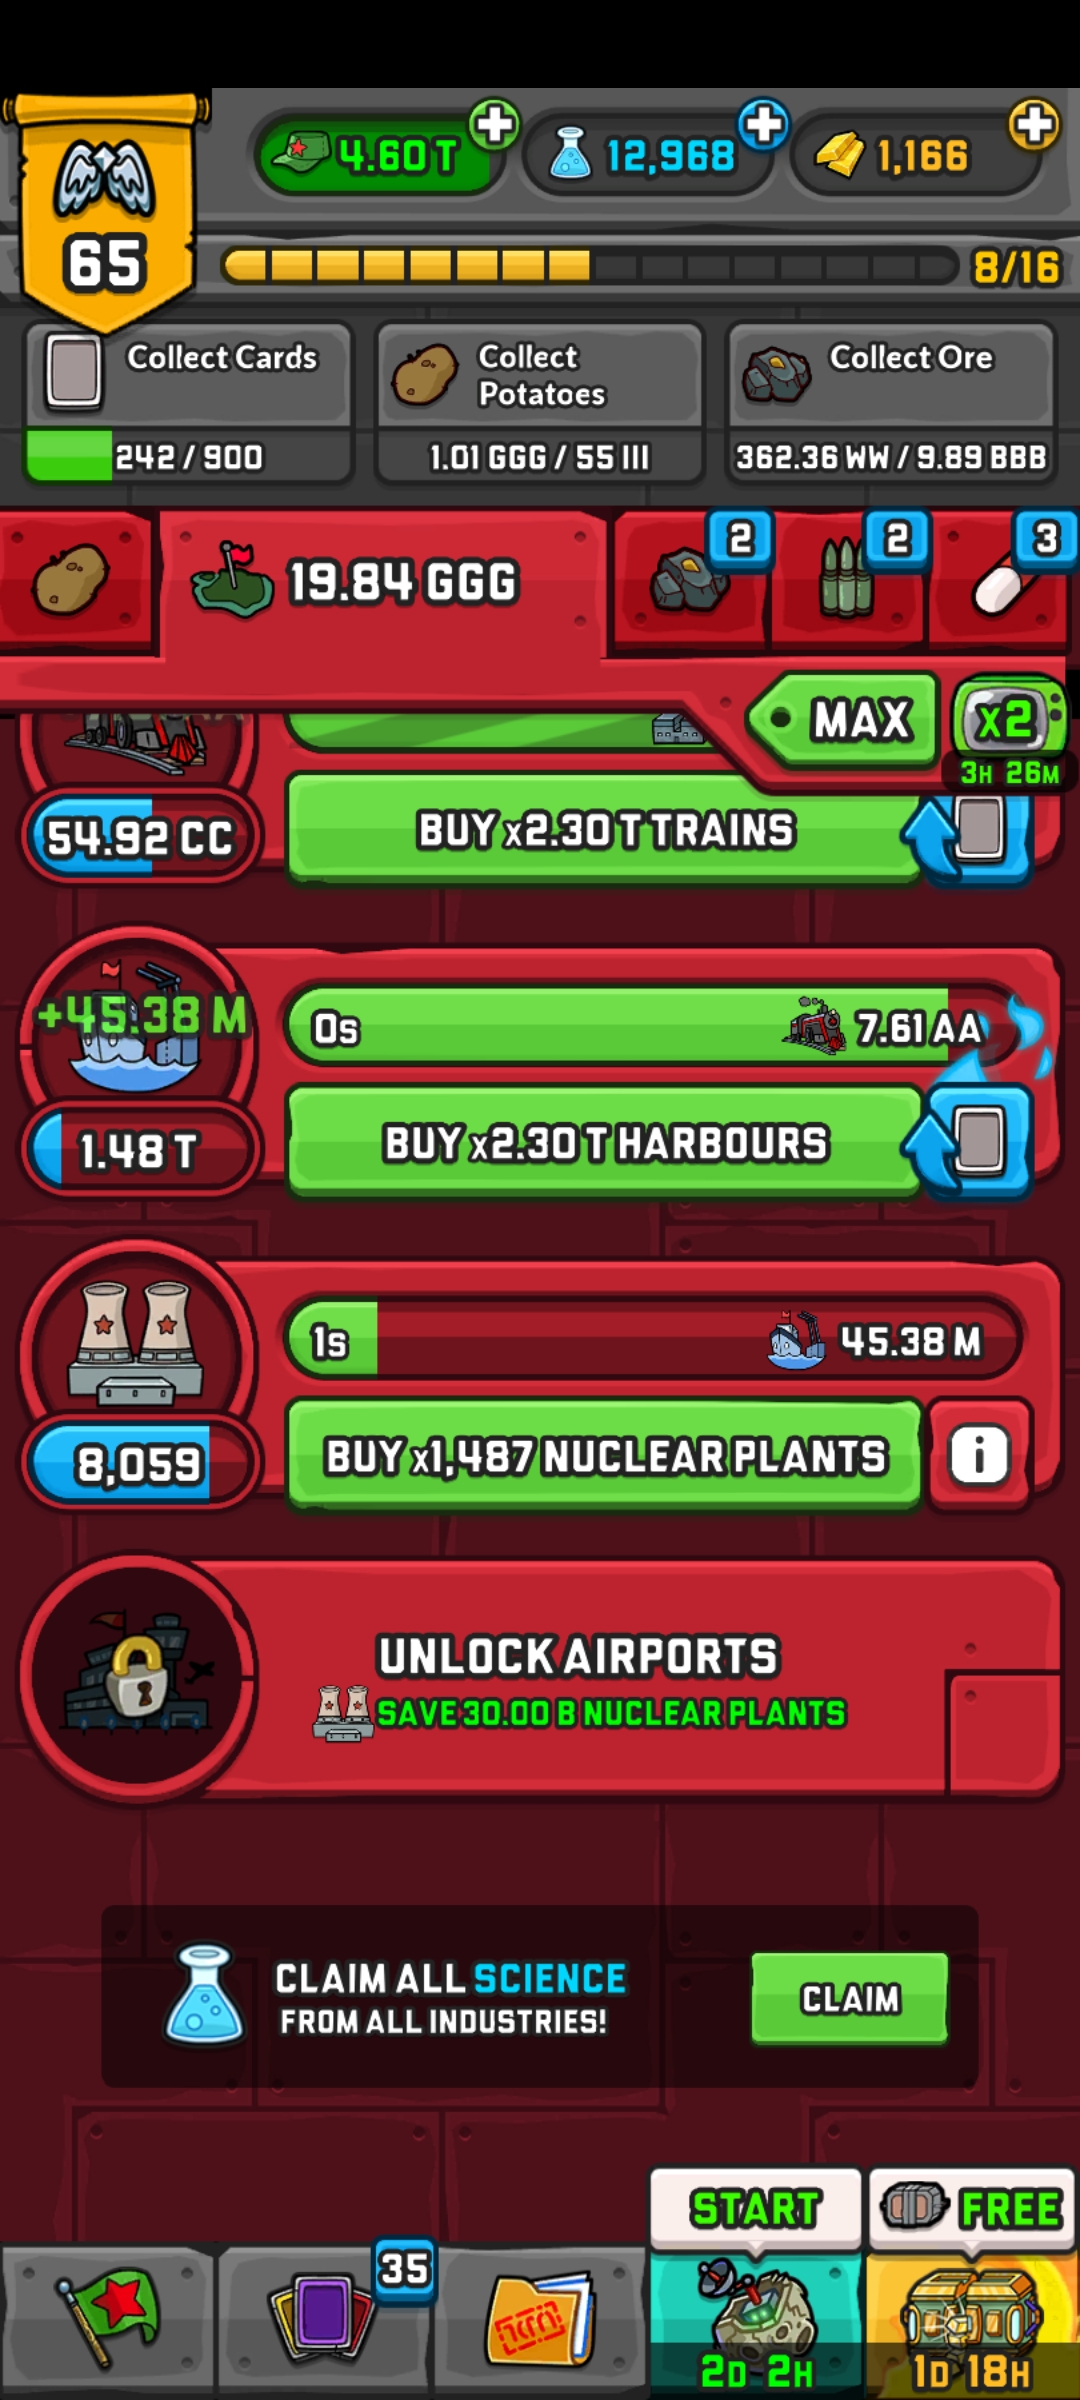 65
4.60 T
12,968
1,166
8/16
Collect Cards
242 / 900
Collect
Potatoes
1.01 GGG / 55 III
Collect Ore
362.36 WW / 9.89 BBB
19.84 GGG
2
2
3
MAX
x2
3H 26M
54.92 CC
BUY x2.30 T TRAINS
+45.38 M
0s
7.61 AA
1.48 T
BUY x2.30 T HARBOURS
1s
45.38 M
8,059
BUY x1,487 NUCLEAR PLANTS
i
UNLOCK AIRPORTS
SAVE 30.00 B NUCLEAR PLANTS
CLAIM ALL SCIENCE
FROM ALL INDUSTRIES!
CLAIM
START
FREE
35
2D 2H
1D 18H